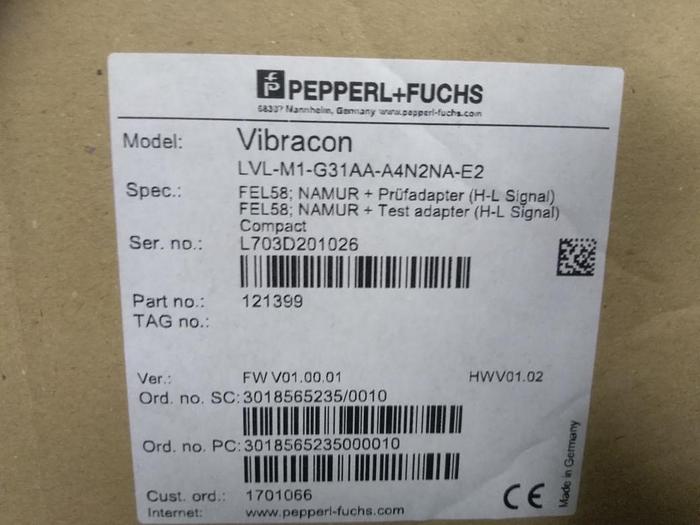 PEPPERL+FUCHS
68307 Mannheim, Germany www.pepperl-fuchs.com
Model: Vibracon
LVL-M1-G31AA-A4N2NA-E2
Spec.: FEL58; NAMUR + Prüfadapter (H-L Signal)
FEL58; NAMUR + Test adapter (H-L Signal)
Compact
Ser. no.: L703D201026
Part no.: 121399
TAG no.:
Ver.: FW V01.00.01 HWV01.02
Ord. no. SC: 3018565235/0010
Ord. no. PC: 3018565235000010
Cust. ord.: 1701066
Internet: www.pepperl-fuchs.com
CE
Made in Germany